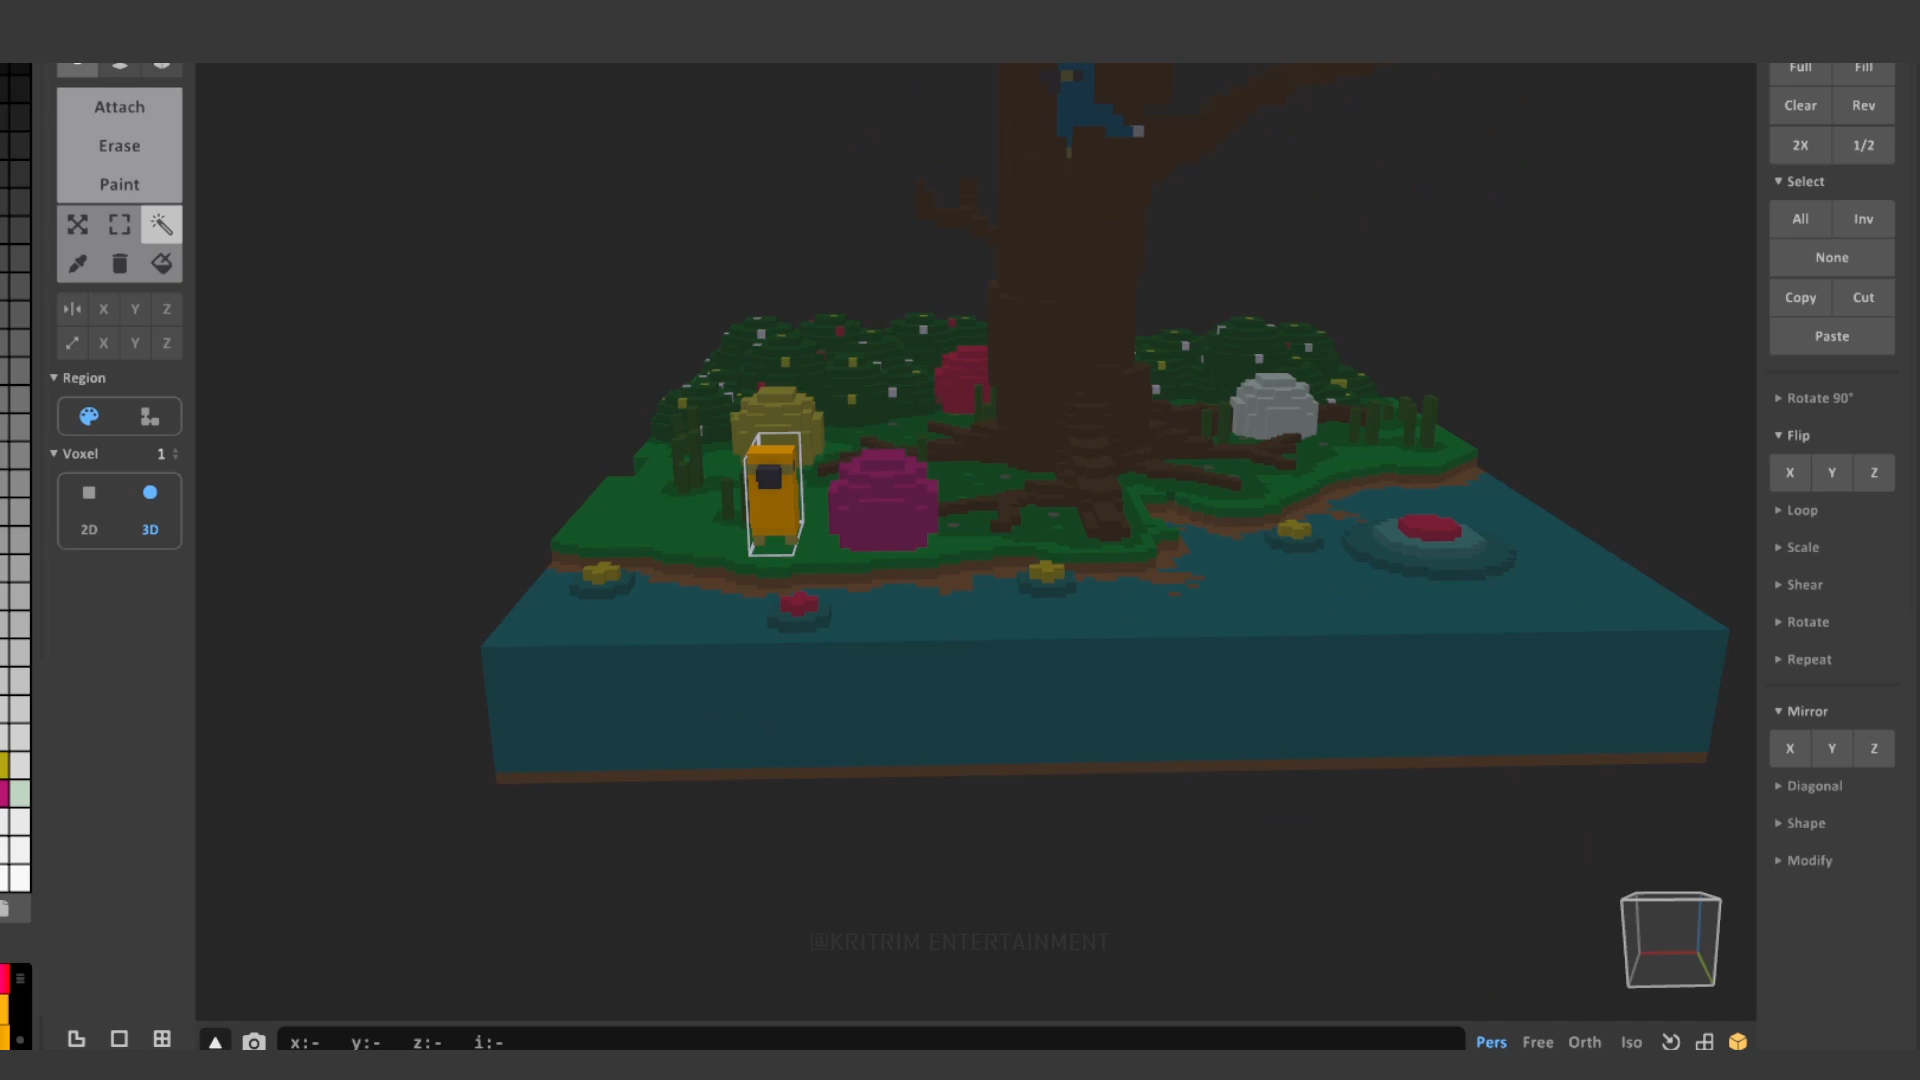 Attach
Erase
Paint
X Y Z
X Y Z
Region
Voxel 1
2D 3D
Full Fill
Clear Rev
2X 1/2
Select
All Inv
None
Copy Cut
Paste
Rotate 90°
Flip
X Y Z
Loop
Scale
Shear
Rotate
Repeat
Mirror
X Y Z
Diagonal
Shape
Modify
@KRITRIM ENTERTAINMENT
x:- y:- z:- i:-
Pers Free Orth Iso